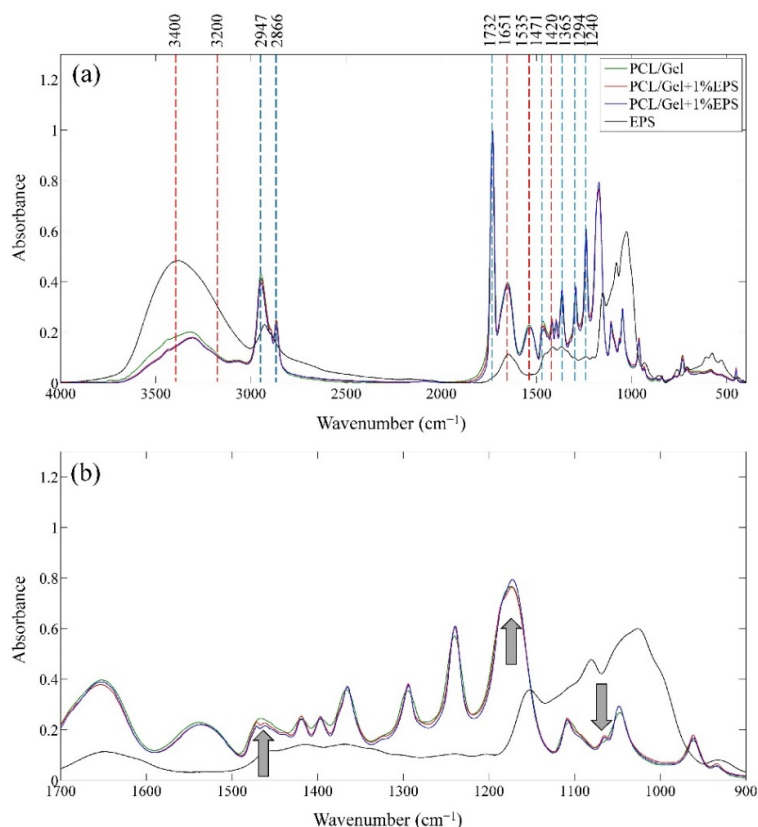 3400
3200
2947
2866
1732
1651
1535
1471
1420
1365
1294
1240
(a)
PCL/Gel
PCL/Gel+1%EPS
PCL/Gel+1%EPS
EPS
Absorbance
1.2
1
0.8
0.6
0.4
0.2
0
4000 3500 3000 2500 2000 1500 1000 500
Wavenumber (cm⁻¹)
(b)
Absorbance
1.2
1
0.8
0.6
0.4
0.2
0
1700 1600 1500 1400 1300 1200 1100 1000 900
Wavenumber (cm⁻¹)